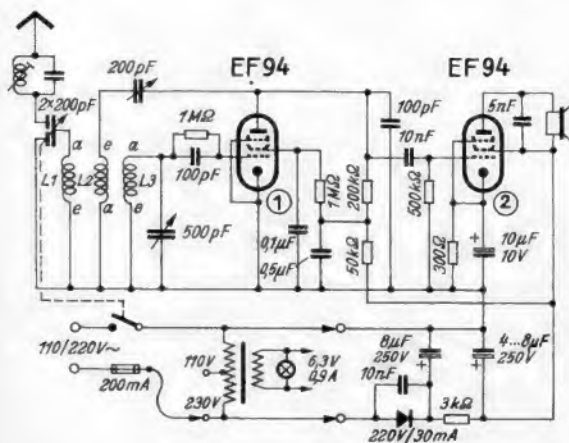 EF94
EF94
200pF
2×200pF
1MΩ
100pF
5nF
100pF
10nF
a
e
a
L1
L2
L3
e
a
e
1
2
500pF
0,1µF
0,5µF
1MΩ
200kΩ
50kΩ
500kΩ
300Ω
+
10µF
10V
110/220V~
200mA
110V
230V
6,3V
0,9A
8µF
250V
+
4...8µF
250V
+
10nF
3kΩ
220V/30mA